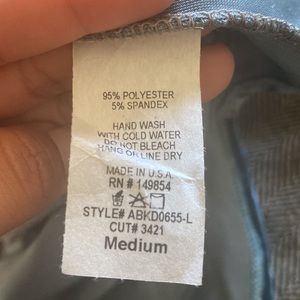 95% POLYESTER
5% SPANDEX
HAND WASH
WITH COLD WATER
DO NOT BLEACH
HANG OR LINE DRY
MADE IN U.S.A.
RN # 149854
STYLE# ABKD0655-L
CUT# 3421
Medium